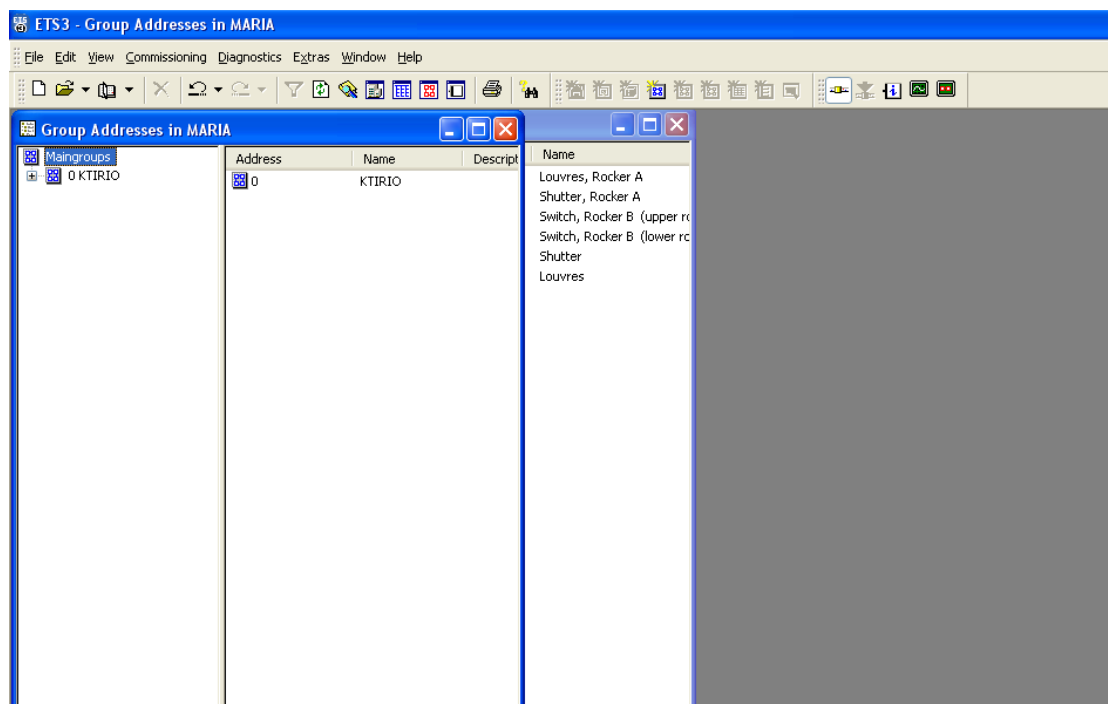 ETS3 - Group Addresses in MARIA
File Edit View Commissioning Diagnostics Extras Window Help
Group Addresses in MARIA
Maingroups
0 KTIRIO
Address Name Descript
0 KTIRIO
Name
Louvres, Rocker A
Shutter, Rocker A
Switch, Rocker B (upper ro
Switch, Rocker B (lower ro
Shutter
Louvres